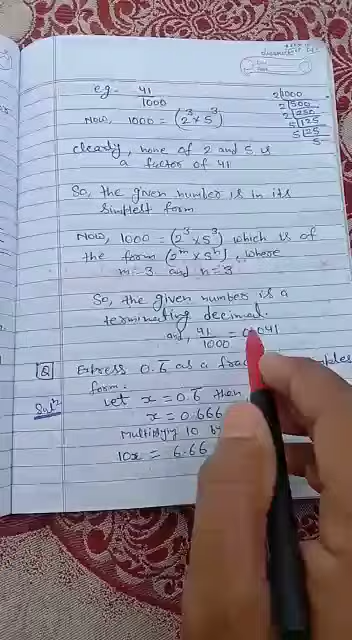 eg- 41/1000
Now, 1000 = (2³ × 5³)
2|1000
2|500
2|250
5|125
5|25
5
clearly, none of 2 and 5 is
a factor of 41
So, the given number is in its
simplest form
Now, 1000 = (2³ × 5³) which is of
the form (2ᵐ × 5ⁿ), where
m = 3 and n = 3
So, the given number is a
terminating decimal.
and, 41/1000 = 0.041
Q Express 0.6̅ as a
form:
Solⁿ Let x = 0.6̅ then,
x = 0.666
Multiplying 10
10x = 6.66